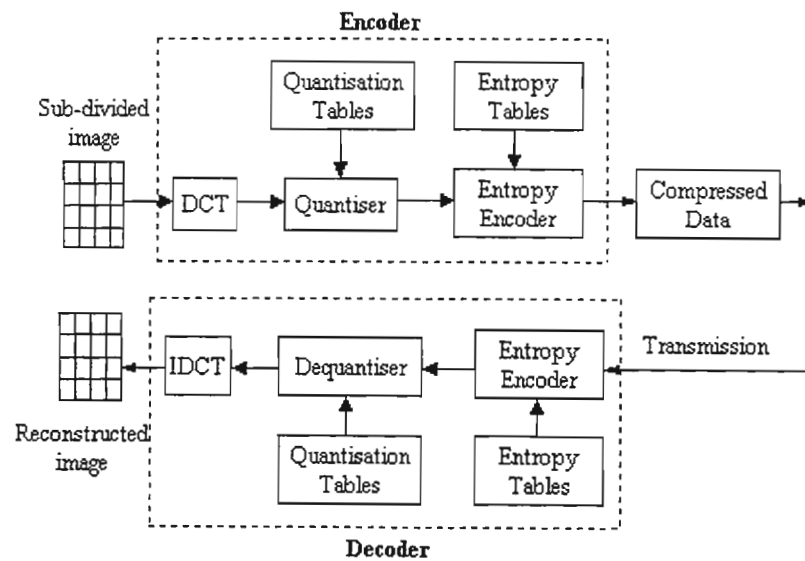 Encoder
Quantisation
Tables
Entropy
Tables
Sub-divided
image
DCT
Quantiser
Entropy
Encoder
Compressed
Data
IDCT
Dequantiser
Entropy
Encoder
Transmission
Reconstructed
image
Quantisation
Tables
Entropy
Tables
Decoder